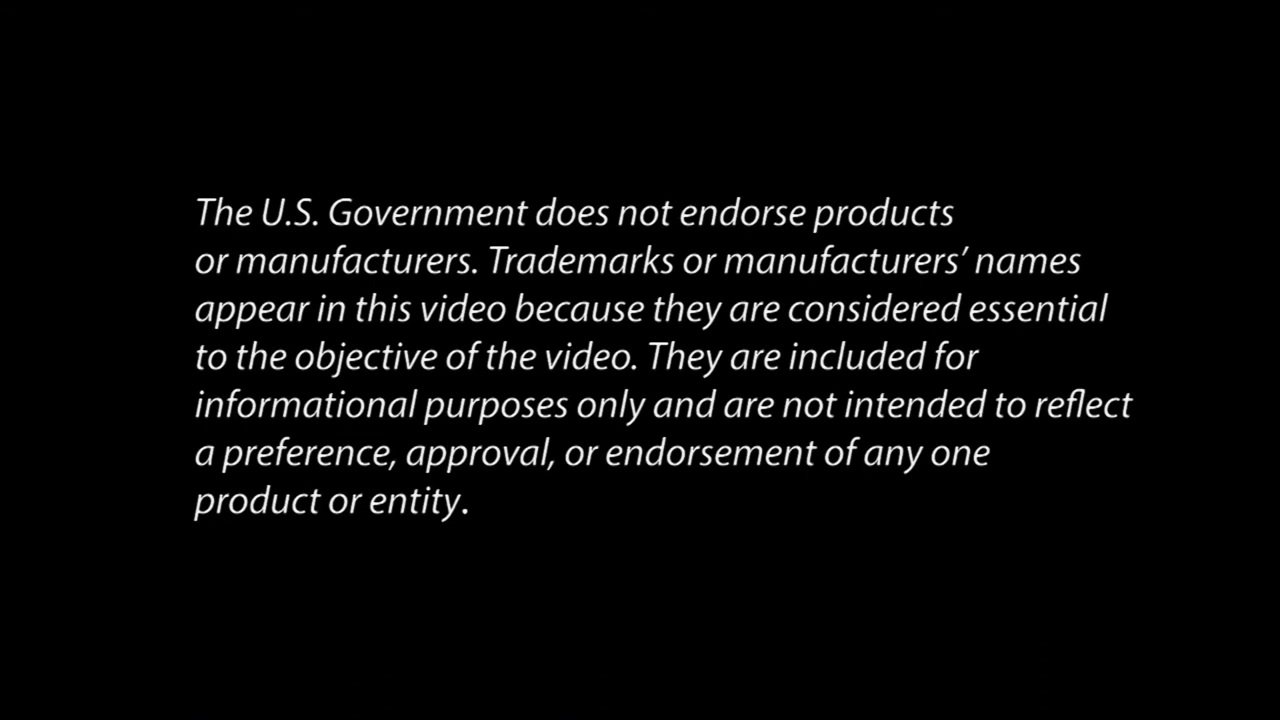 The U.S. Government does not endorse products
or manufacturers. Trademarks or manufacturers’ names
appear in this video because they are considered essential
to the objective of the video. They are included for
informational purposes only and are not intended to reflect
a preference, approval, or endorsement of any one
product or entity.